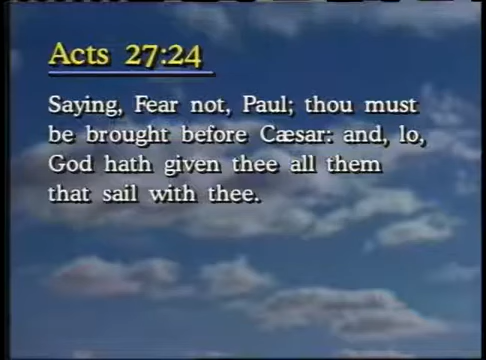 Acts 27:24
Saying, Fear not, Paul; thou must
be brought before Cæsar: and, lo,
God hath given thee all them
that sail with thee.